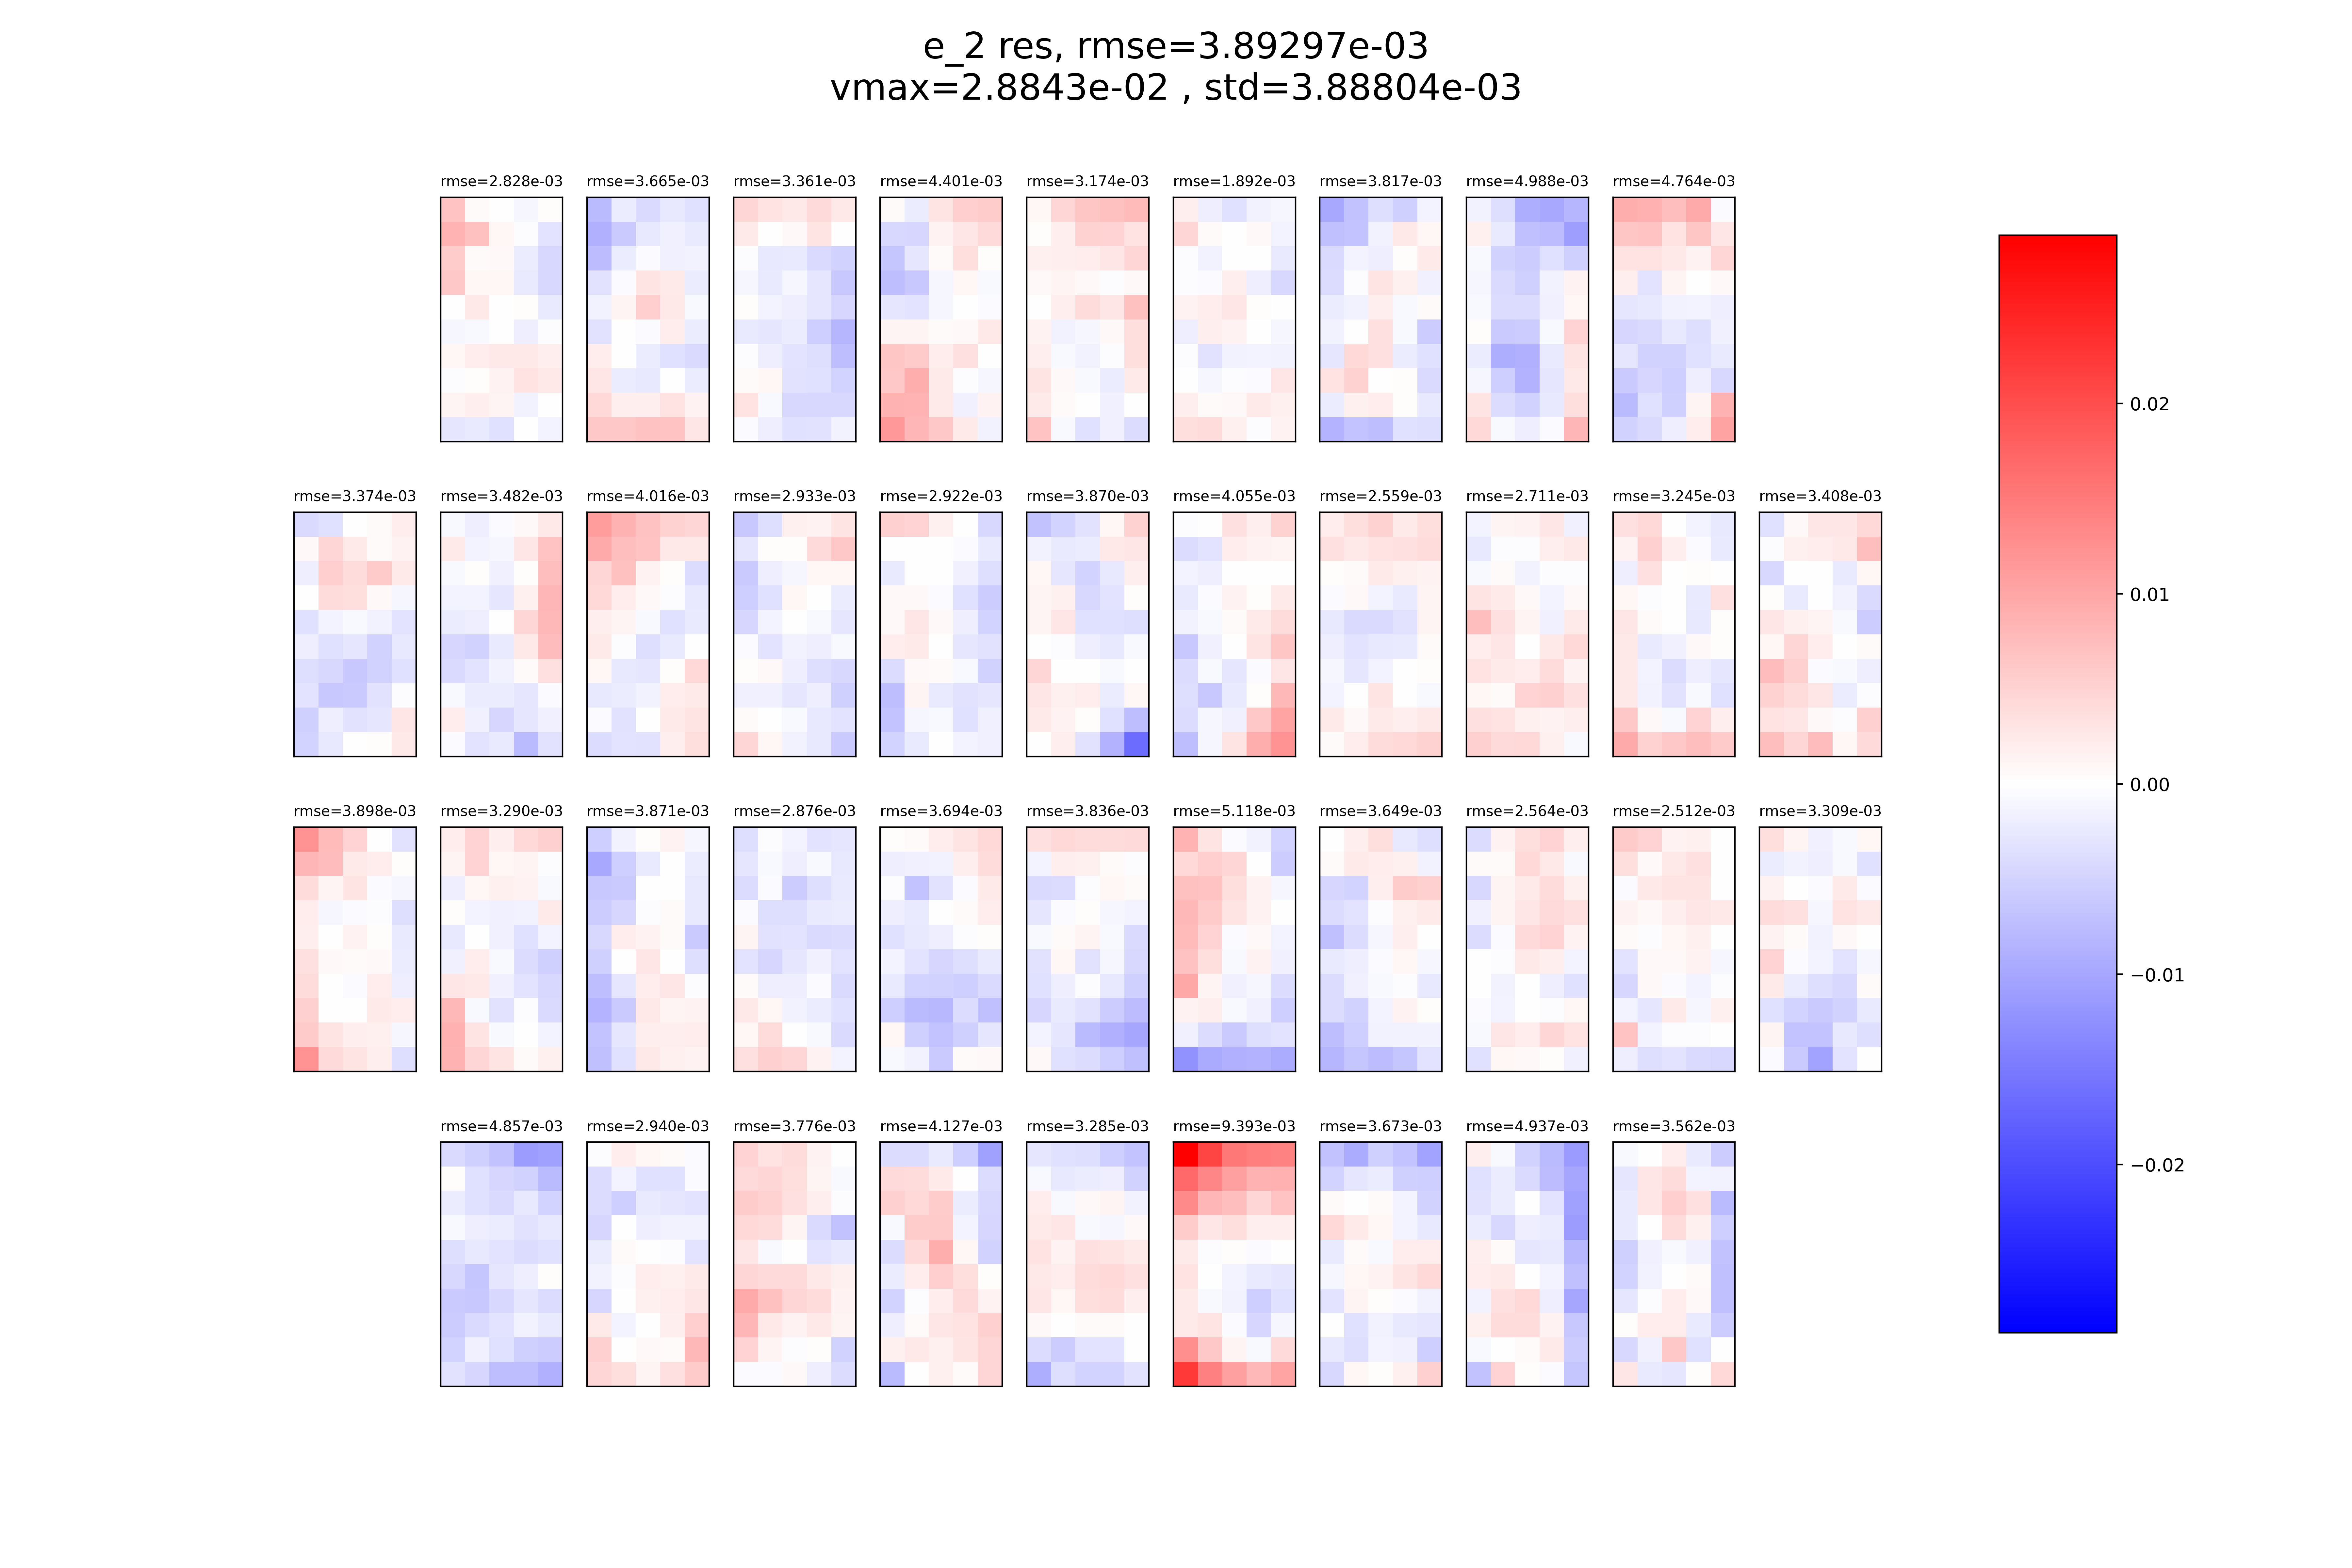 e_2 res, rmse=3.89297e-03
vmax=2.8843e-02 , std=3.88804e-03
rmse=2.828e-03 rmse=3.665e-03 rmse=3.361e-03 rmse=4.401e-03 rmse=3.174e-03 rmse=1.892e-03 rmse=3.817e-03 rmse=4.988e-03 rmse=4.764e-03
0.02
rmse=3.374e-03 rmse=3.482e-03 rmse=4.016e-03 rmse=2.933e-03 rmse=2.922e-03 rmse=3.870e-03 rmse=4.055e-03 rmse=2.559e-03 rmse=2.711e-03 rmse=3.245e-03 rmse=3.408e-03
0.01
0.00
rmse=3.898e-03 rmse=3.290e-03 rmse=3.871e-03 rmse=2.876e-03 rmse=3.694e-03 rmse=3.836e-03 rmse=5.118e-03 rmse=3.649e-03 rmse=2.564e-03 rmse=2.512e-03 rmse=3.309e-03
−0.01
rmse=4.857e-03 rmse=2.940e-03 rmse=3.776e-03 rmse=4.127e-03 rmse=3.285e-03 rmse=9.393e-03 rmse=3.673e-03 rmse=4.937e-03 rmse=3.562e-03
−0.02